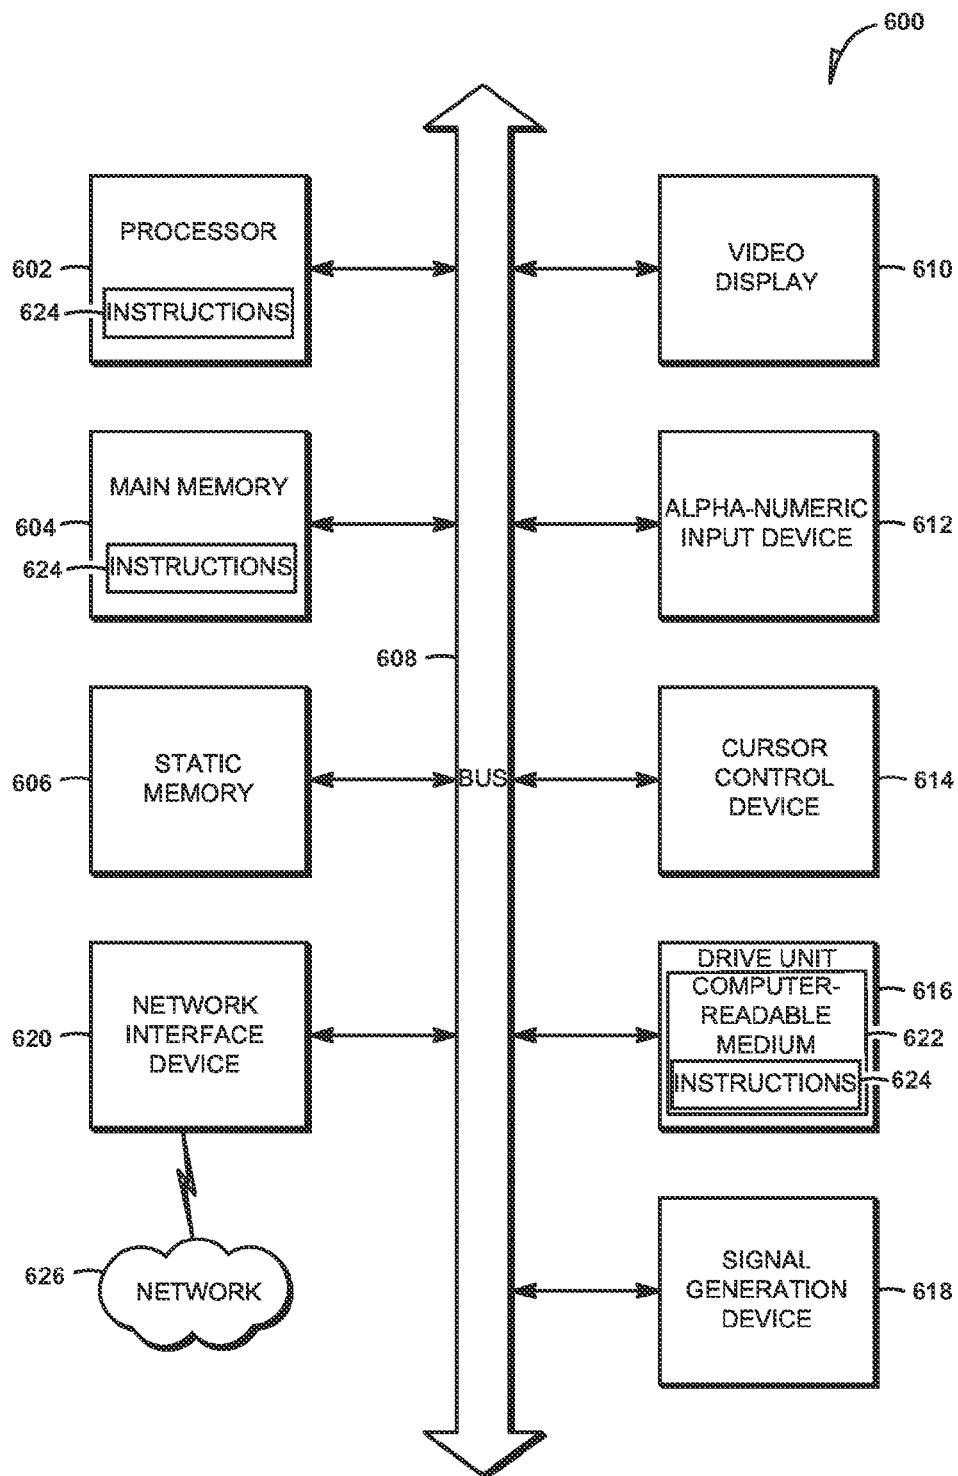 600
PROCESSOR
602
624
INSTRUCTIONS
VIDEO
DISPLAY
610
MAIN MEMORY
604
624
INSTRUCTIONS
ALPHA-NUMERIC
INPUT DEVICE
612
608
STATIC
MEMORY
606
BUS
CURSOR
CONTROL
DEVICE
614
NETWORK
INTERFACE
DEVICE
620
DRIVE UNIT
COMPUTER-
READABLE
MEDIUM
INSTRUCTIONS
616
622
624
626
NETWORK
SIGNAL
GENERATION
DEVICE
618